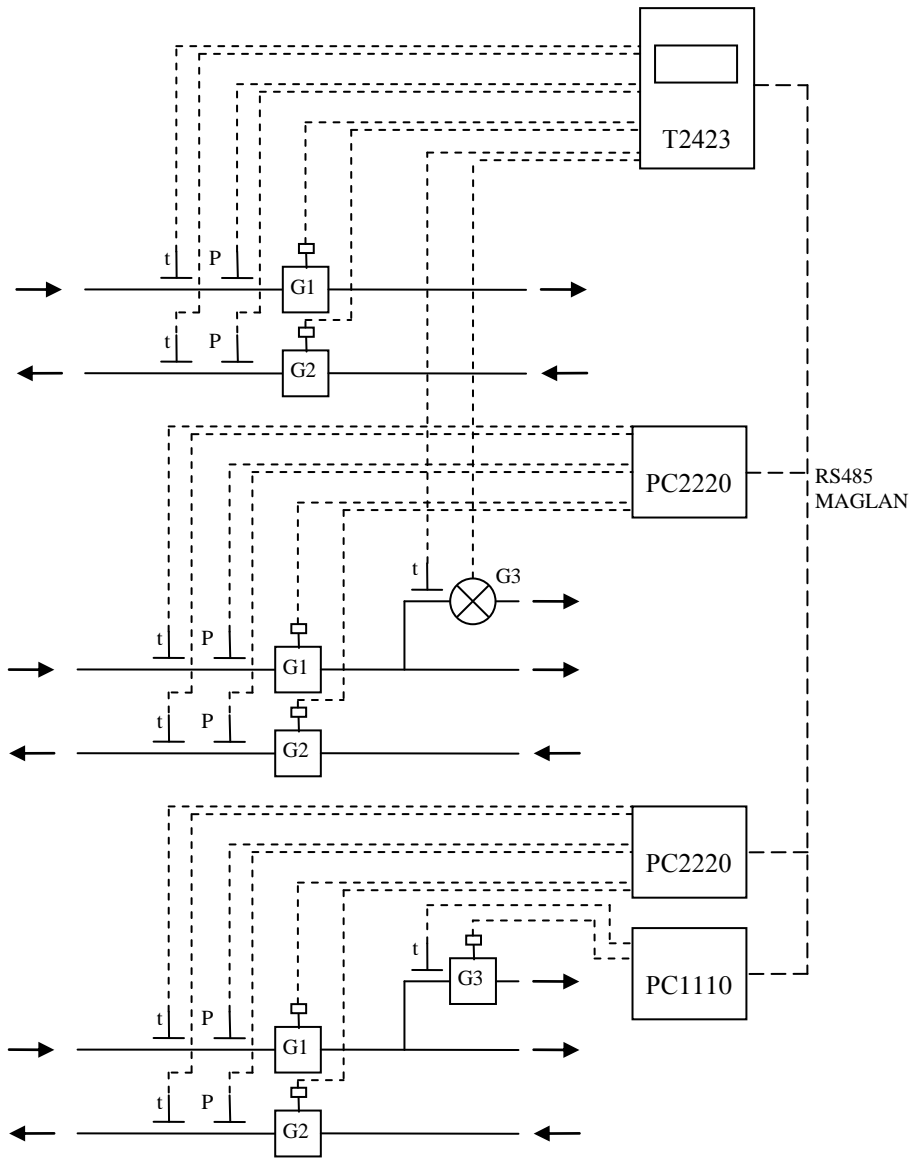 T2423
t P
G1
t P
G2
PC2220
RS485
MAGLAN
t G3
t P
G1
t P
G2
PC2220
t
G3
PC1110
t P
G1
t P
G2